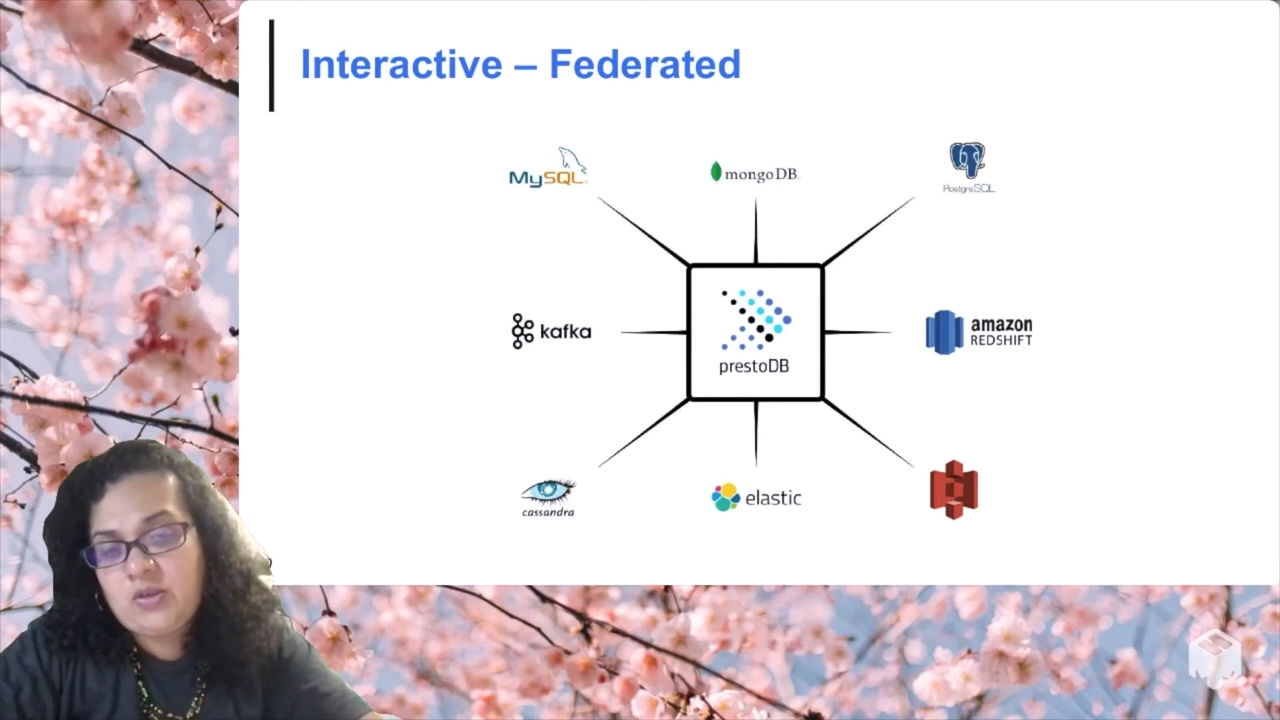 Interactive – Federated
MySQL
mongoDB
PostgreSQL
kafka
amazon
REDSHIFT
prestoDB
cassandra
elastic